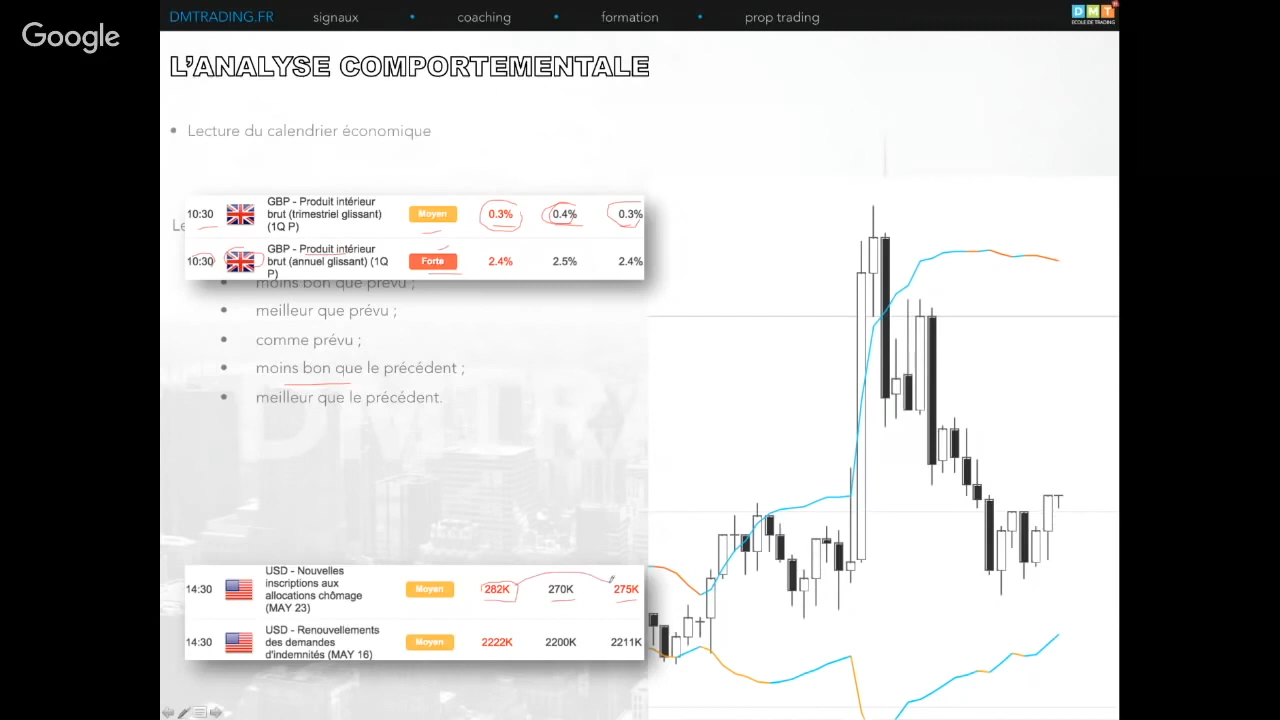 Google
DMTRADING.FR signaux • coaching • formation • prop trading
DMT
ECOLE DE TRADING
L'ANALYSE COMPORTEMENTALE
• Lecture du calendrier économique
Le
10:30 GBP - Produit intérieur brut (trimestriel glissant) (1Q P) Moyen 0.3% 0.4% 0.3%
10:30 GBP - Produit intérieur brut (annuel glissant) (1Q P) Forte 2.4% 2.5% 2.4%
• moins bon que prévu ;
• meilleur que prévu ;
• comme prévu ;
• moins bon que le précédent ;
• meilleur que le précédent.
DMTRA
14:30 USD - Nouvelles inscriptions aux allocations chômage (MAY 23) Moyen 282K 270K 275K
14:30 USD - Renouvellements des demandes d'indemnités (MAY 16) Moyen 2222K 2200K 2211K